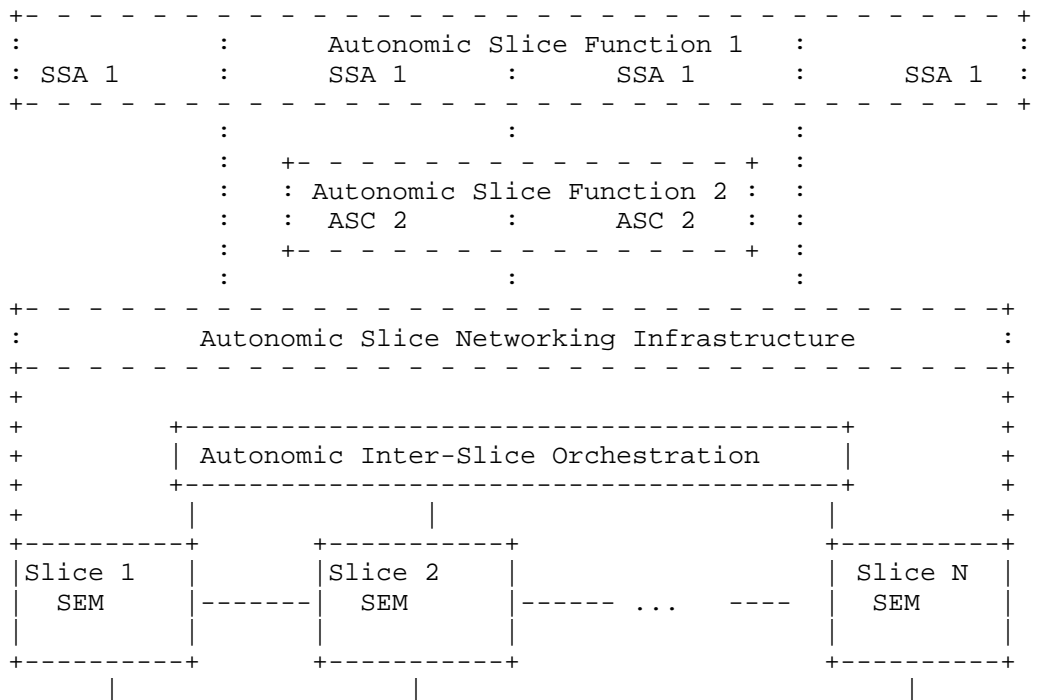 +- - - - - - - - - - - - - - - - - - - - - - - - - - - - - - - +
:            :      Autonomic Slice Function 1   :             :
: SSA 1      :      SSA 1      :      SSA 1      :      SSA 1  :
+- - - - - - - - - - - - - - - - - - - - - - - - - - - - - - - +
             :                 :                 :
             :   +- - - - - - - - - - - - - - +  :
             :   : Autonomic Slice Function 2 :  :
             :   :  ASC 2      :      ASC 2   :  :
             :   +- - - - - - - - - - - - - - +  :
             :                 :                 :
+- - - - - - - - - - - - - - - - - - - - - - - - - - - - - - -+
:           Autonomic Slice Networking Infrastructure         :
+- - - - - - - - - - - - - - - - - - - - - - - - - - - - - - -+
+                                                             +
+         +-----------------------------------------+         +
+         | Autonomic Inter-Slice Orchestration     |         +
+         +-----------------------------------------+         +
+          |              |                        |          +
+----------+       +-----------+                   +----------+
|Slice 1   |       |Slice 2    |                   | Slice N  |
|  SEM     |-------|  SEM      |------ ...   ----  |  SEM     |
|          |       |           |                   |          |
+----------+       +-----------+                   +----------+
      |                  |                              |